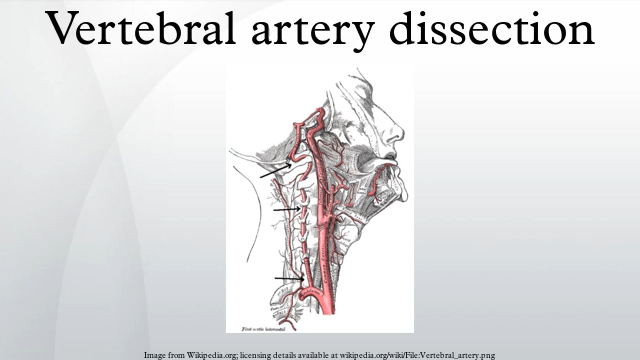 Vertebral artery dissection
Image from Wikipedia.org; licensing details available at wikipedia.org/wiki/File:Vertebral_artery.png